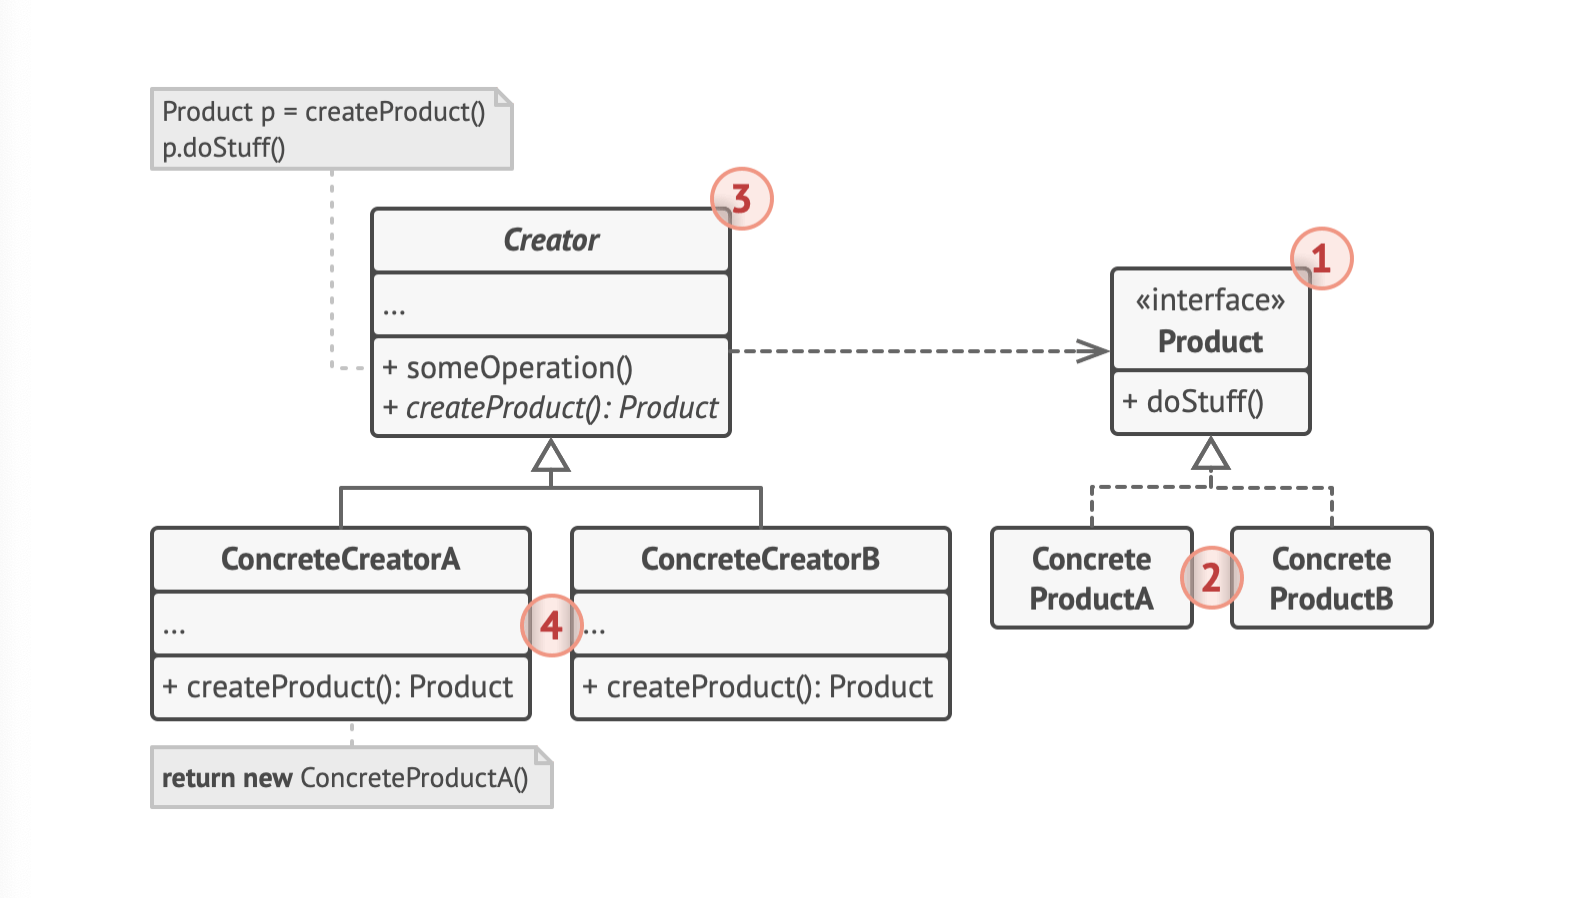 Product p = createProduct()
p.doStuff()
3
Creator
...
+ someOperation()
+ createProduct(): Product
1
«interface»
Product
+ doStuff()
ConcreteCreatorA
...
+ createProduct(): Product
4
ConcreteCreatorB
...
+ createProduct(): Product
Concrete
ProductA
2
Concrete
ProductB
return new ConcreteProductA()